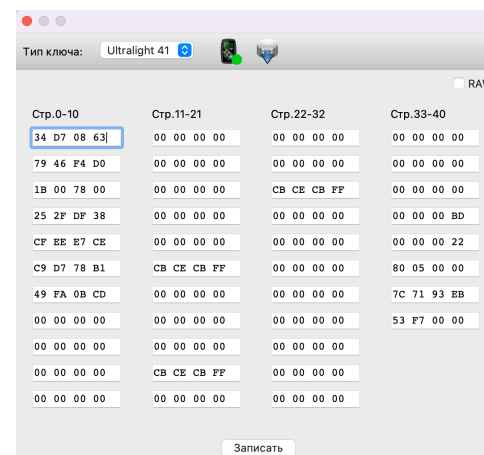 Тип ключа: Ultralight 41
RAW
Стр.0-10 Стр.11-21 Стр.22-32 Стр.33-40
34 D7 08 63 00 00 00 00 00 00 00 00 00 00 00 00
79 46 F4 D0 00 00 00 00 00 00 00 00 00 00 00 00
1B 00 78 00 00 00 00 00 CB CE CB FF 00 00 00 00
25 2F DF 38 00 00 00 00 00 00 00 00 00 00 00 BD
CF EE E7 CE 00 00 00 00 00 00 00 00 00 00 00 22
C9 D7 78 B1 CB CE CB FF 00 00 00 00 80 05 00 00
49 FA 0B CD 00 00 00 00 00 00 00 00 7C 71 93 EB
00 00 00 00 00 00 00 00 00 00 00 00 53 F7 00 00
00 00 00 00 00 00 00 00 00 00 00 00
00 00 00 00 CB CE CB FF 00 00 00 00
00 00 00 00 00 00 00 00 00 00 00 00
Записать